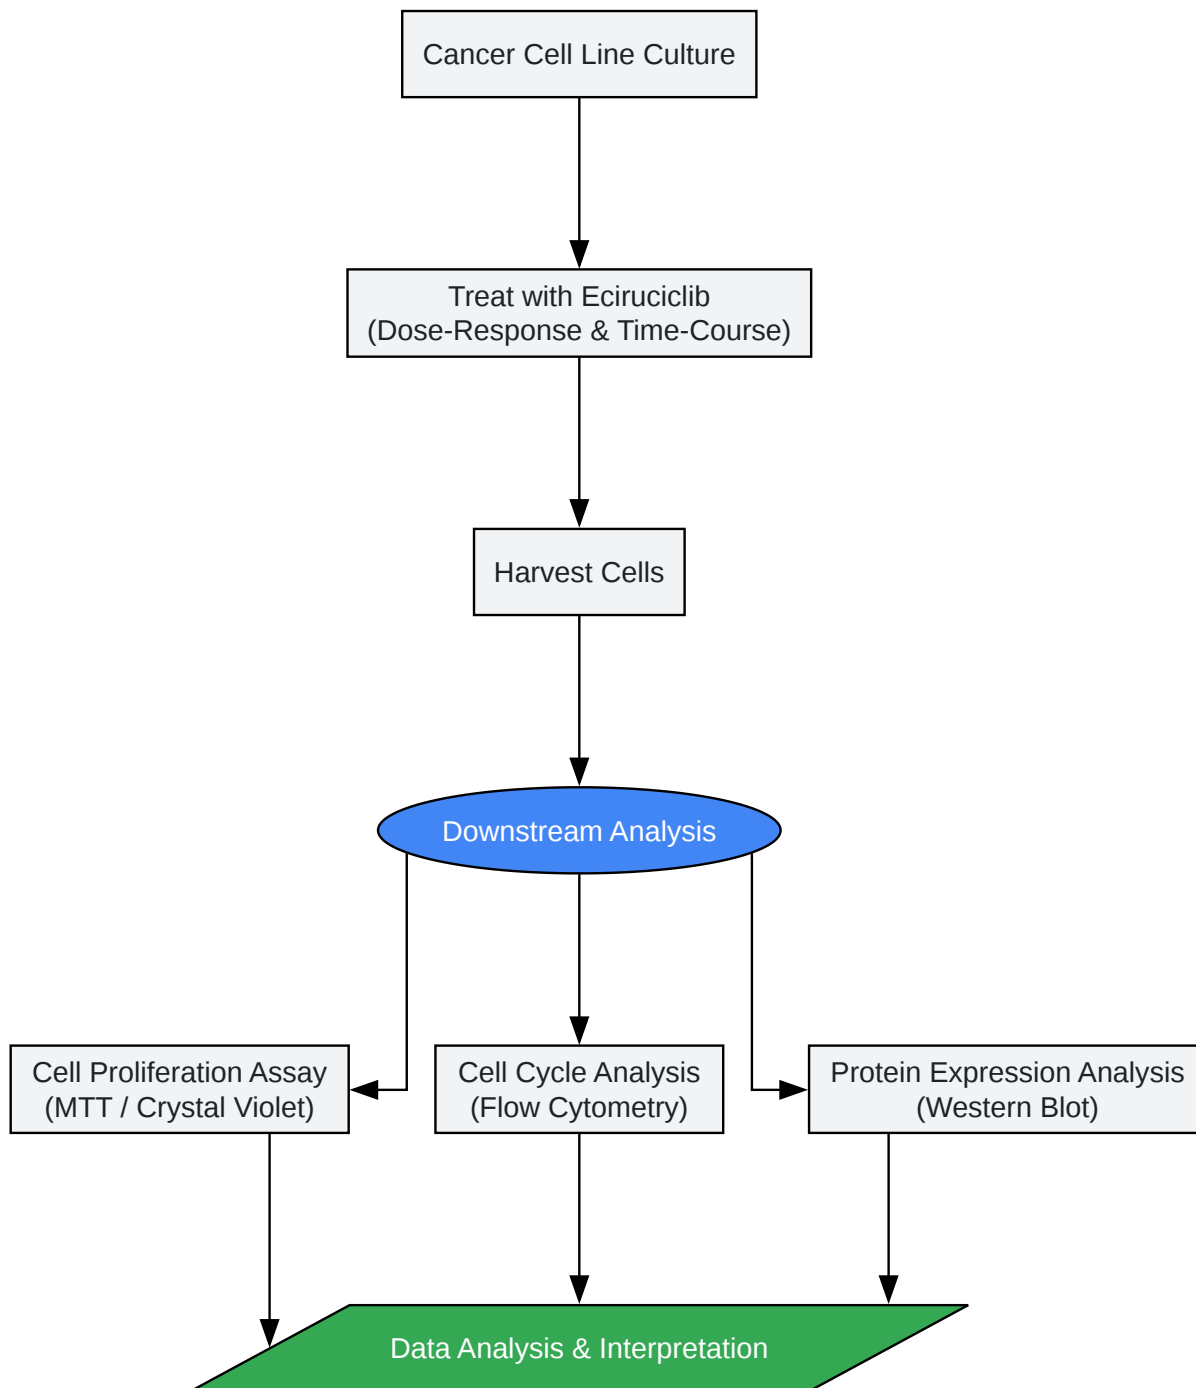 Cancer Cell Line Culture
Treat with Eciruciclib
(Dose-Response & Time-Course)
Harvest Cells
Downstream Analysis
Cell Proliferation Assay
(MTT / Crystal Violet)
Cell Cycle Analysis
(Flow Cytometry)
Protein Expression Analysis
(Western Blot)
Data Analysis & Interpretation